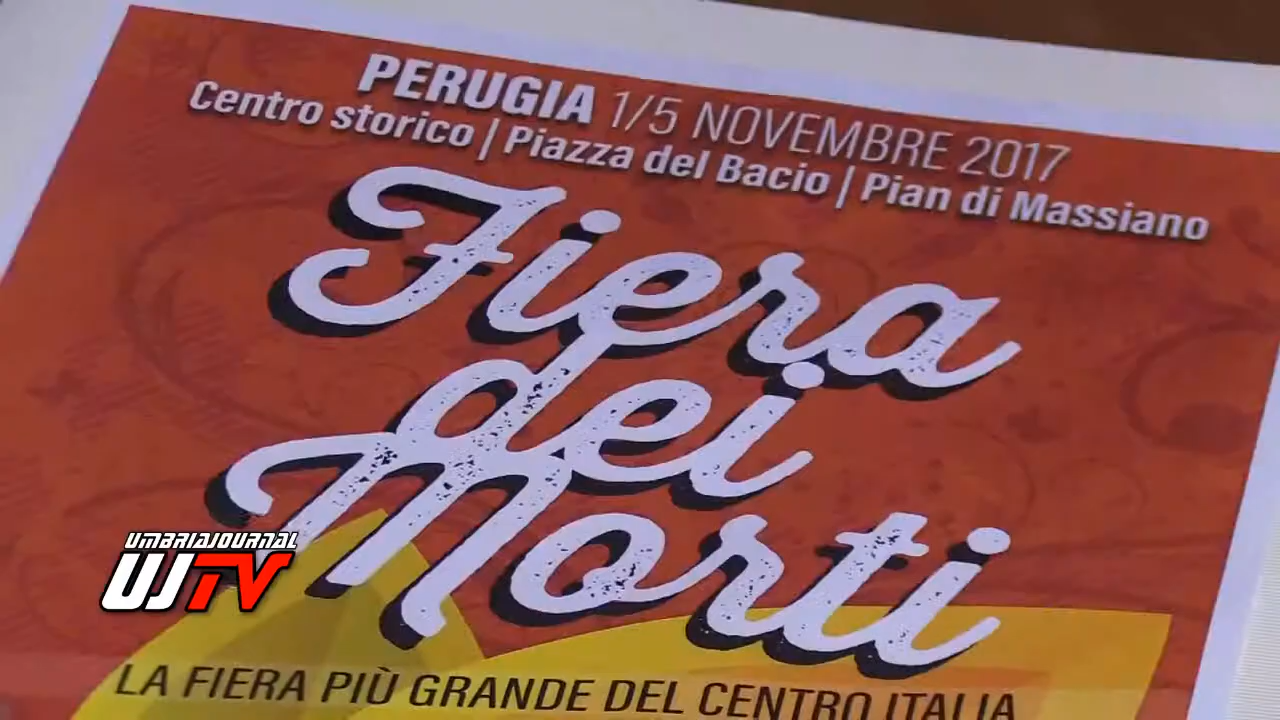 PERUGIA 1/5 NOVEMBRE 2017
Centro storico | Piazza del Bacio | Pian di Massiano
Fiera
dei
Morti
UMBRIAJOURNAL
UJTV
LA FIERA PIÙ GRANDE DEL CENTRO ITALIA